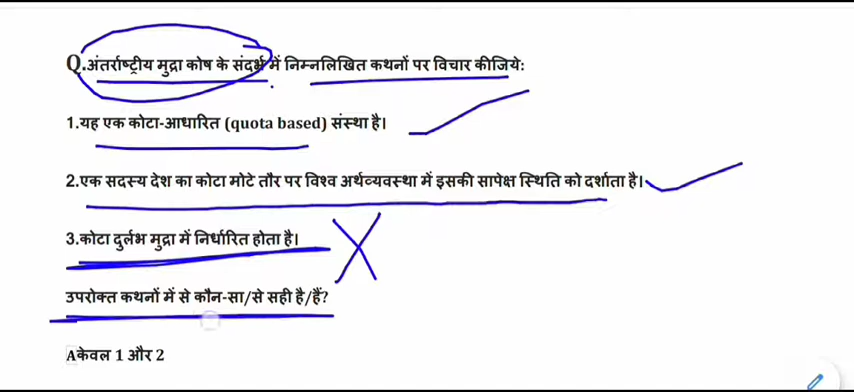 Q.अंतर्राष्ट्रीय मुद्रा कोष के संदर्भ में निम्नलिखित कथनों पर विचार कीजिये:
1.यह एक कोटा-आधारित (quota based) संस्था है।
2.एक सदस्य देश का कोटा मोटे तौर पर विश्व अर्थव्यवस्था में इसकी सापेक्ष स्थिति को दर्शाता है।
3.कोटा दुर्लभ मुद्रा में निर्धारित होता है।
उपरोक्त कथनों में से कौन-सा/से सही है/हैं?
Aकेवल 1 और 2